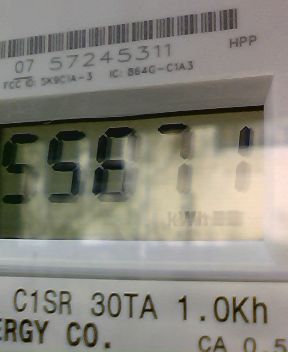 07 57245311
HPP
FCC ID: SK9C1A-3 IC: 864G-C1A3
55871
kWh
C1SR 30TA 1.0Kh
ERGY CO.
CA 0.5